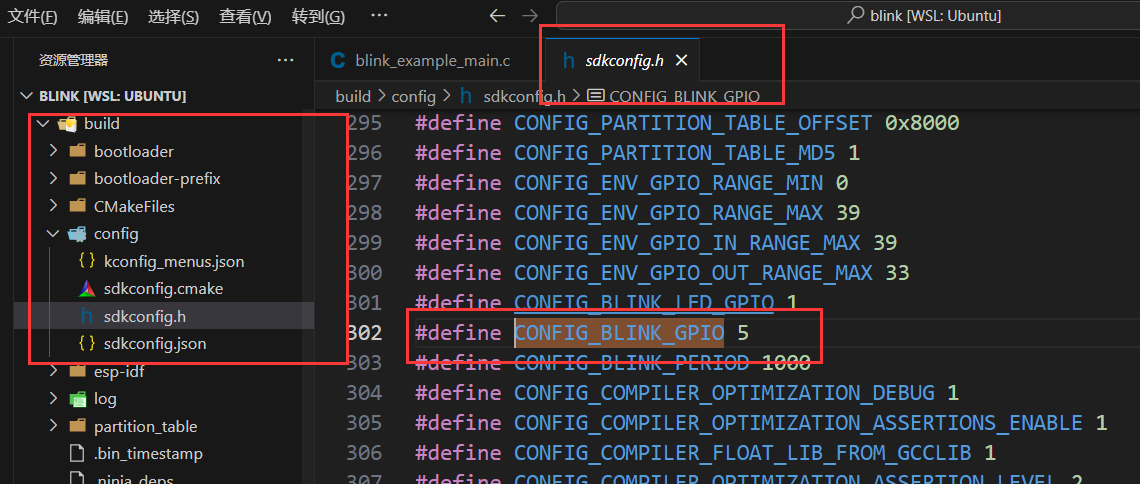 文件(F) 编辑(E) 选择(S) 查看(V) 转到(G) ··· blink [WSL: Ubuntu]
资源管理器 ···
BLINK [WSL: UBUNTU]
build
bootloader
bootloader-prefix
CMakeFiles
config
kconfig_menus.json
sdkconfig.cmake
sdkconfig.h
sdkconfig.json
esp-idf
log
partition_table
.bin_timestamp
.ninja_deps
blink_example_main.c sdkconfig.h
build > config > sdkconfig.h > CONFIG_BLINK_GPIO
295 #define CONFIG_PARTITION_TABLE_OFFSET 0x8000
296 #define CONFIG_PARTITION_TABLE_MD5 1
297 #define CONFIG_ENV_GPIO_RANGE_MIN 0
298 #define CONFIG_ENV_GPIO_RANGE_MAX 39
299 #define CONFIG_ENV_GPIO_IN_RANGE_MAX 39
300 #define CONFIG_ENV_GPIO_OUT_RANGE_MAX 33
301 #define CONFIG_BLINK_LED_GPIO 1
302 #define CONFIG_BLINK_GPIO 5
303 #define CONFIG_BLINK_PERIOD 1000
304 #define CONFIG_COMPILER_OPTIMIZATION_DEBUG 1
305 #define CONFIG_COMPILER_OPTIMIZATION_ASSERTIONS_ENABLE 1
306 #define CONFIG_COMPILER_FLOAT_LIB_FROM_GCCLIB 1
307 #define CONFIG_COMPILER_OPTIMIZATION_ASSERTION_LEVEL 2